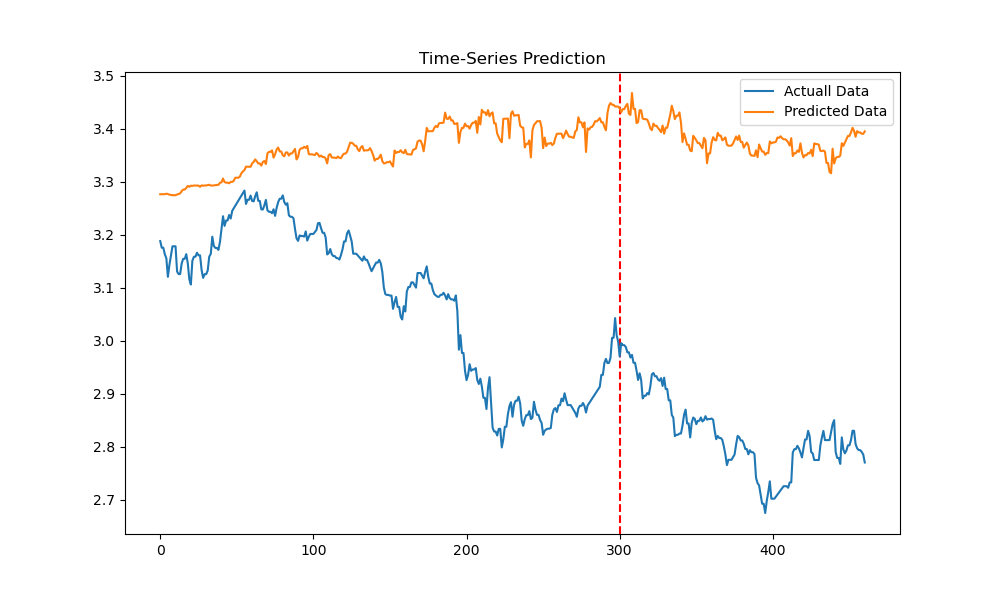 Time-Series Prediction
Actuall Data
Predicted Data
3.5
3.4
3.3
3.2
3.1
3.0
2.9
2.8
2.7
0 100 200 300 400